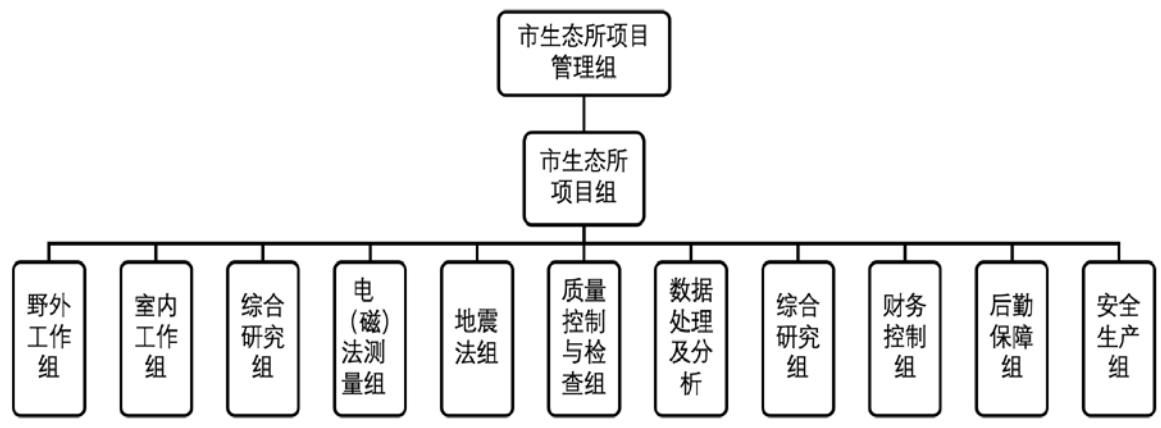 市生态所项目
管理组
市生态所
项目组
野外
工作
组
室内
工作
组
综合
研究
组
电
（磁）
法测
量组
地震
法组
质量
控制
与检
查组
数据
处理
及分
析
综合
研究
组
财务
控制
组
后勤
保障
组
安全
生产
组